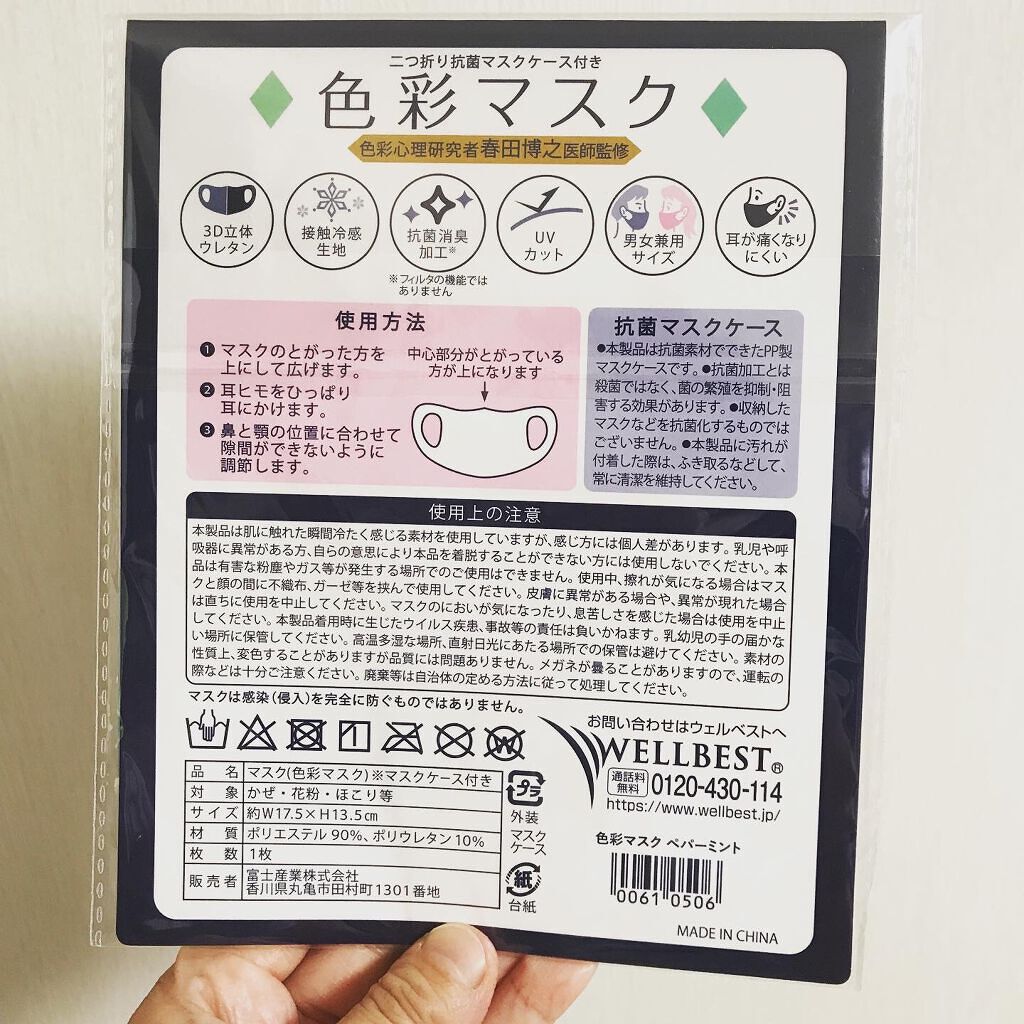 二つ折り抗菌マスクケース付き
色彩マスク
色彩心理研究者春田博之医師監修
3D立体
ウレタン
接触冷感
生地
抗菌消臭
加工※
UV
カット
男女兼用
サイズ
耳が痛くなり
にくい
※フィルタの機能では
ありません
使用方法
1 マスクのとがった方を
上にして広げます。
2 耳ヒモをひっぱり
耳にかけます。
3 鼻と顎の位置に合わせて
隙間ができないように
調節します。
中心部分がとがっている
方が上になります
抗菌マスクケース
●本製品は抗菌素材でできたPP製
マスクケースです。●抗菌加工とは
殺菌ではなく、菌の繁殖を抑制・阻
害する効果があります。●収納した
マスクなどを抗菌化するものでは
ございません。●本製品に汚れが
付着した際は、ふき取るなどして、
常に清潔を維持してください。
使用上の注意
本製品は肌に触れた瞬間冷たく感じる素材を使用していますが、感じ方には個人差があります。乳児や呼
吸器に異常がある方、自らの意思により本品を着脱することができない方には使用しないでください。本
品は有害な粉塵やガス等が発生する場所でのご使用はできません。使用中、擦れが気になる場合はマス
クと顔の間に不織布、ガーゼ等を挟んで使用してください。皮膚に異常がある場合や、異常が現れた場合
は直ちに使用を中止してください。マスクのにおいが気になったり、息苦しさを感じた場合は使用を中止
してください。本製品着用時に生じたウイルス疾患、事故等の責任は負いかねます。乳幼児の手の届かな
い場所に保管してください。高温多湿な場所、直射日光にあたる場所での保管は避けてください。素材の
性質上、変色することがありますが品質には問題ありません。メガネが曇ることがありますので、運転の
際などは十分ご注意ください。廃棄等は自治体の定める方法に従って処理してください。
マスクは感染(侵入)を完全に防ぐものではありません。
W
お問い合わせはウェルベストへ
WELLBEST®
通話料
無料 0120-430-114
https://www.wellbest.jp/
品名 マスク(色彩マスク)※マスクケース付き
対象 かぜ・花粉・ほこり等
サイズ 約W17.5×H13.5cm
材質 ポリエステル90%、ポリウレタン10%
枚数 1枚
販売者 富士産業株式会社
香川県丸亀市田村町1301番地
プラ
外装
マスク
ケース
紙
台紙
色彩マスク ペパーミント
0061 0506
MADE IN CHINA